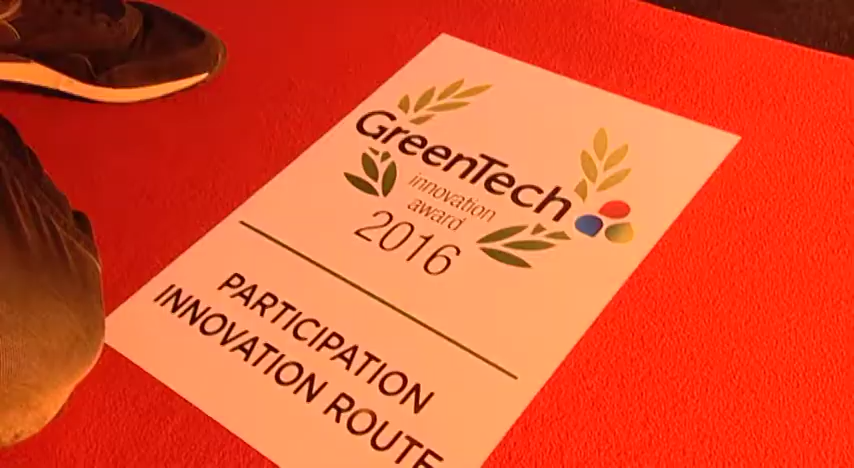 GreenTech
innovation
award
2016
PARTICIPATION
INNOVATION ROUTE